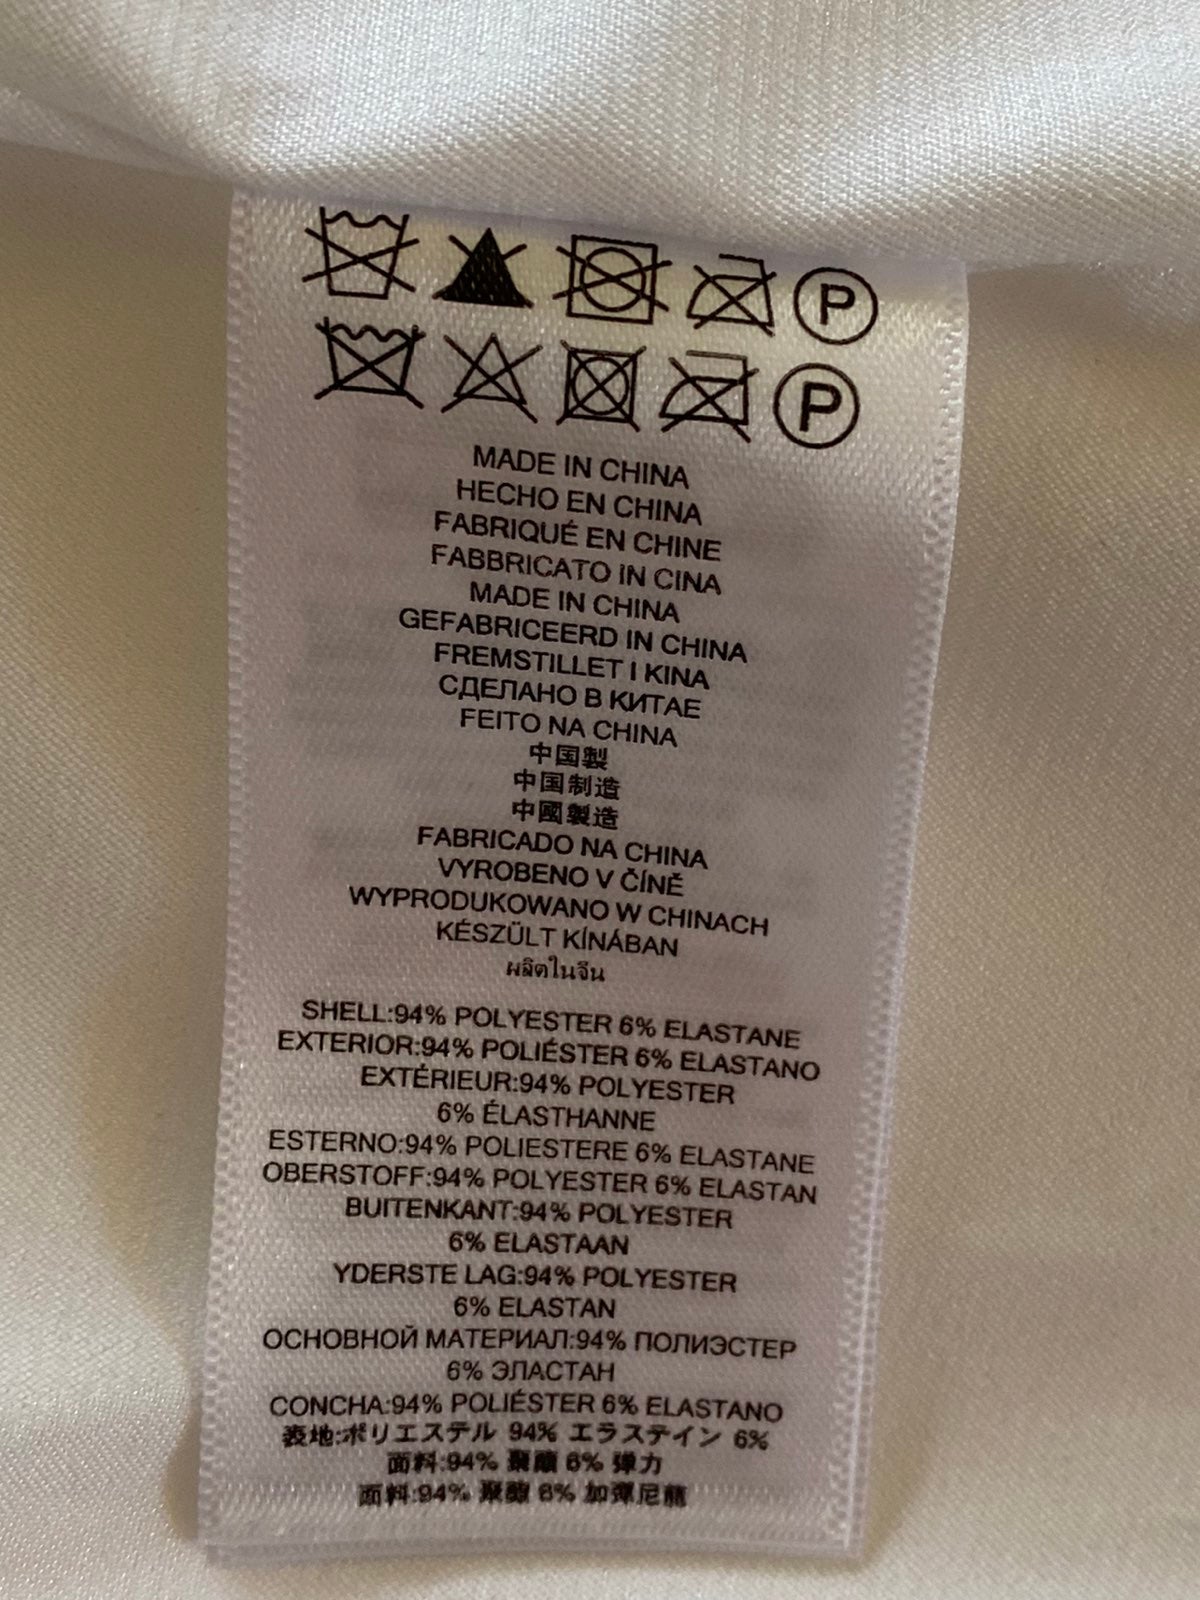 P
P
MADE IN CHINA
HECHO EN CHINA
FABRIQUÉ EN CHINE
FABBRICATO IN CINA
MADE IN CHINA
GEFABRICEERD IN CHINA
FREMSTILLET I KINA
СДЕЛАНО В КИТАЕ
FEITO NA CHINA
中国製
中国制造
中國製造
FABRICADO NA CHINA
VYROBENO V ČÍNĚ
WYPRODUKOWANO W CHINACH
KÉSZÜLT KÍNÁBAN
ผลิตในจีน
SHELL:94% POLYESTER 6% ELASTANE
EXTERIOR:94% POLIÉSTER 6% ELASTANO
EXTÉRIEUR:94% POLYESTER
6% ÉLASTHANNE
ESTERNO:94% POLIESTERE 6% ELASTANE
OBERSTOFF:94% POLYESTER 6% ELASTAN
BUITENKANT:94% POLYESTER
6% ELASTAAN
YDERSTE LAG:94% POLYESTER
6% ELASTAN
ОСНОВНОЙ МАТЕРИАЛ:94% ПОЛИЭСТЕР
6% ЭЛАСТАН
CONCHA:94% POLIÉSTER 6% ELASTANO
表地:ポリエステル 94% エラステイン 6%
面料:94% 聚酯 6% 弹力
面料:94% 聚酯 6% 加彈尼龍